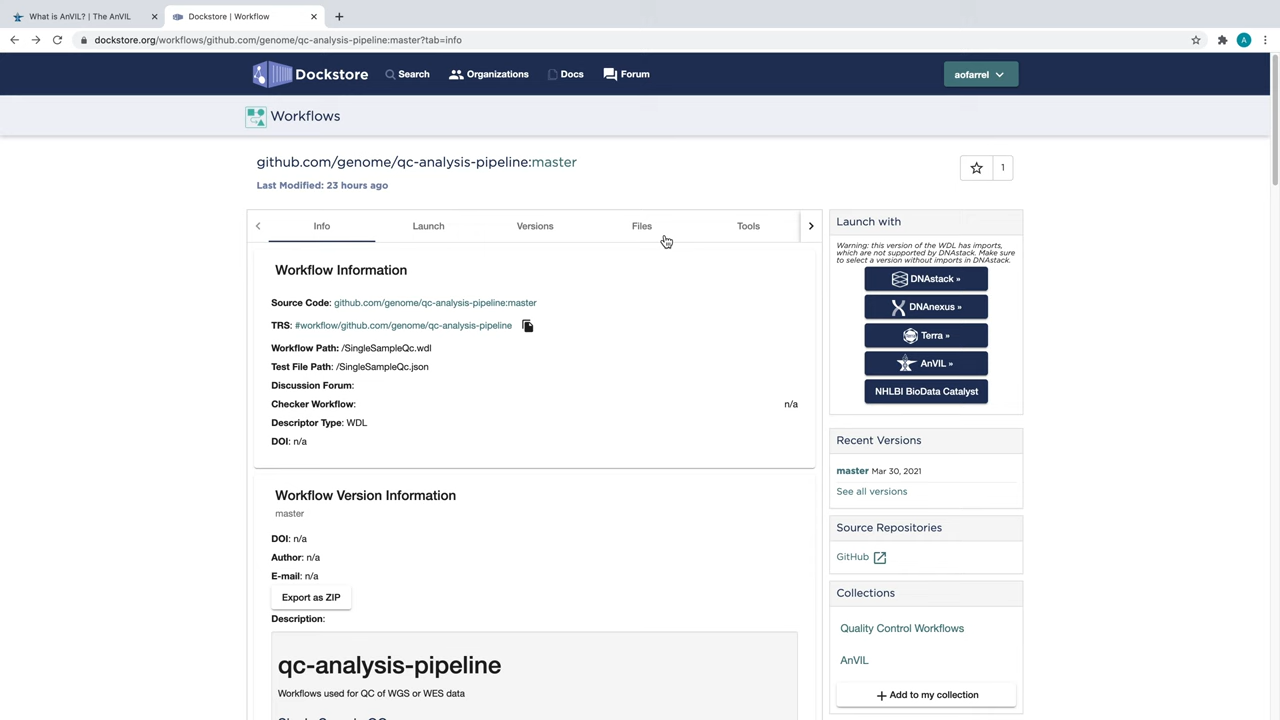 What is AnVIL? | The AnVIL
Dockstore | Workflow
dockstore.org/workflows/github.com/genome/qc-analysis-pipeline:master?tab=info
A
Dockstore
Search
Organizations
Docs
Forum
aofarrel
Workflows
github.com/genome/qc-analysis-pipeline:master
Last Modified: 23 hours ago
1
Info
Launch
Versions
Files
Tools
Workflow Information
Source Code: github.com/genome/qc-analysis-pipeline:master
TRS: #workflow/github.com/genome/qc-analysis-pipeline
Workflow Path: /SingleSampleQc.wdl
Test File Path: /SingleSampleQc.json
Discussion Forum:
Checker Workflow: n/a
Descriptor Type: WDL
DOI: n/a
Workflow Version Information
master
DOI: n/a
Author: n/a
E-mail: n/a
Export as ZIP
Description:
qc-analysis-pipeline
Workflows used for QC of WGS or WES data
Launch with
Warning: this version of the WDL has imports,
which are not supported by DNAstack. Make sure
to select a version without imports in DNAstack.
DNAstack »
DNAnexus »
Terra »
AnVIL »
NHLBI BioData Catalyst
Recent Versions
master Mar 30, 2021
See all versions
Source Repositories
GitHub
Collections
Quality Control Workflows
AnVIL
+ Add to my collection